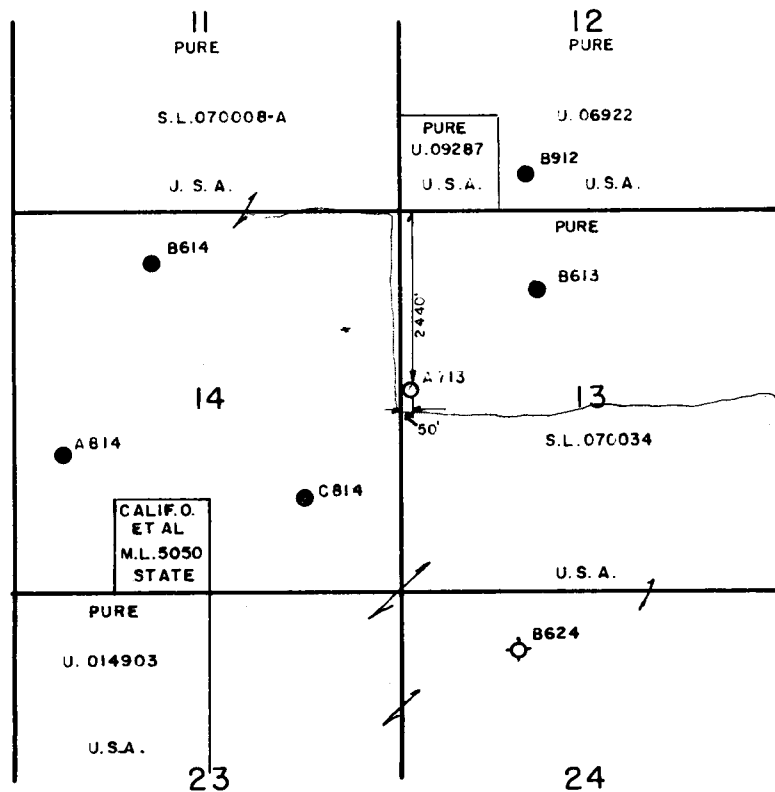 11
PURE
S.L.070008-A
U.S.A.
12
PURE
U. 06922
PURE
U.09287
U.S.A.
B912
U.S.A.
PURE
B614
B613
2440'
A713
14
13
50'
S.L.070034
A814
C814
CALIF.O.
ET AL
M.L.5050
STATE
U.S.A.
PURE
U. 014903
U.S.A.
B624
23
24